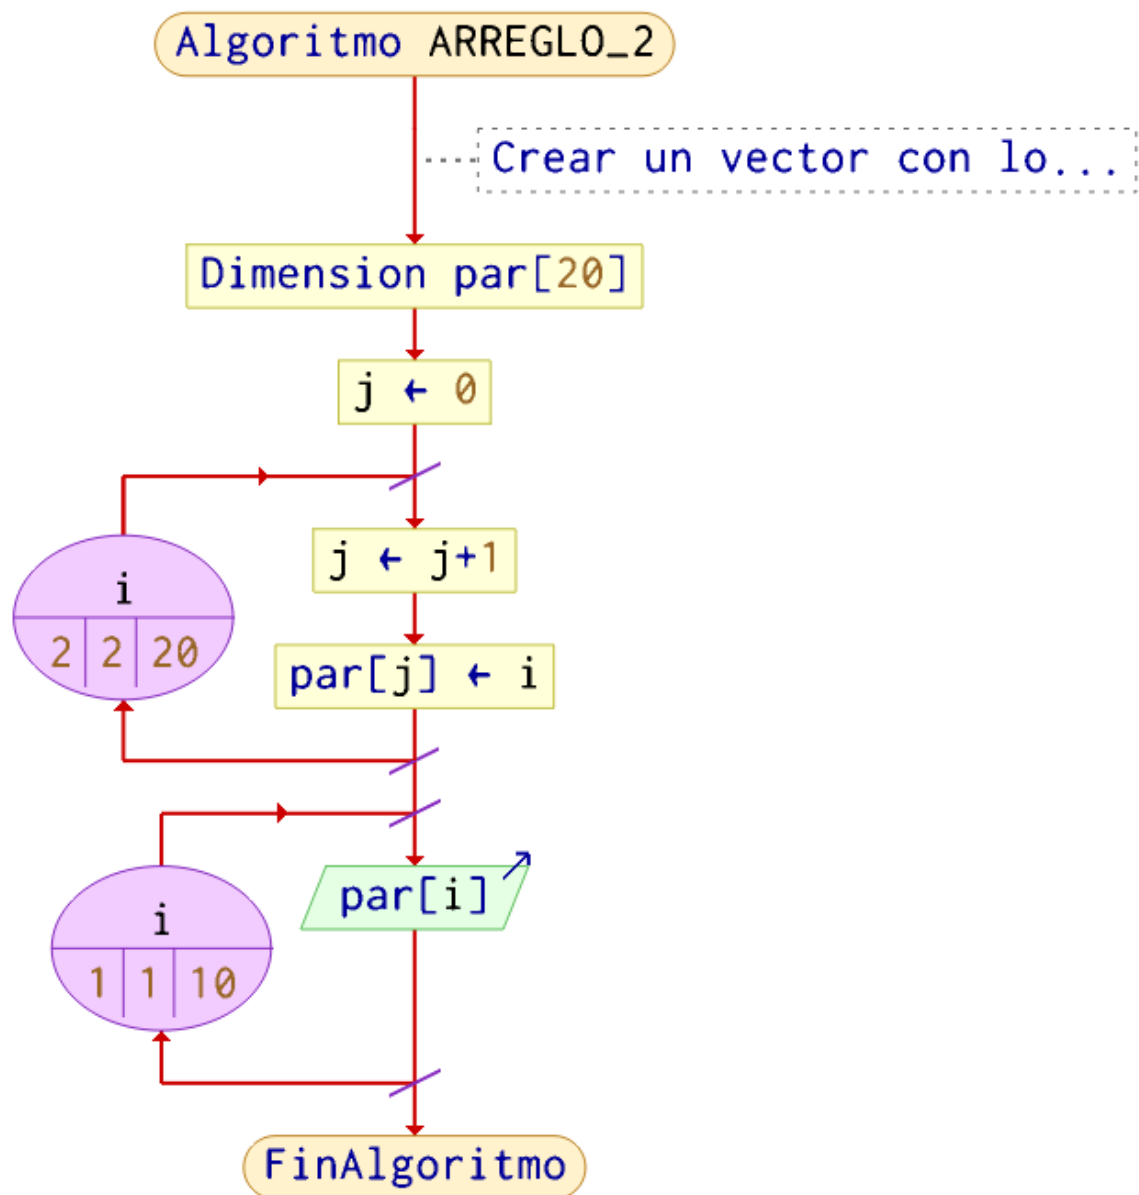 Algoritmo ARREGLO_2
Crear un vector con lo...
Dimension par[20]
j ← 0
j ← j+1
i
2 2 20
par[j] ← i
par[i]
i
1 1 10
FinAlgoritmo